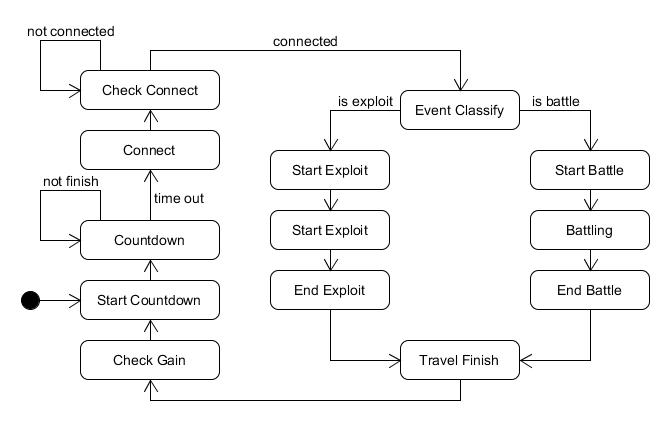 not connected
connected
Check Connect
is exploit
Event Classify
is battle
Connect
Start Exploit
Start Battle
not finish
time out
Countdown
Start Exploit
Battling
Start Countdown
End Exploit
End Battle
Check Gain
Travel Finish